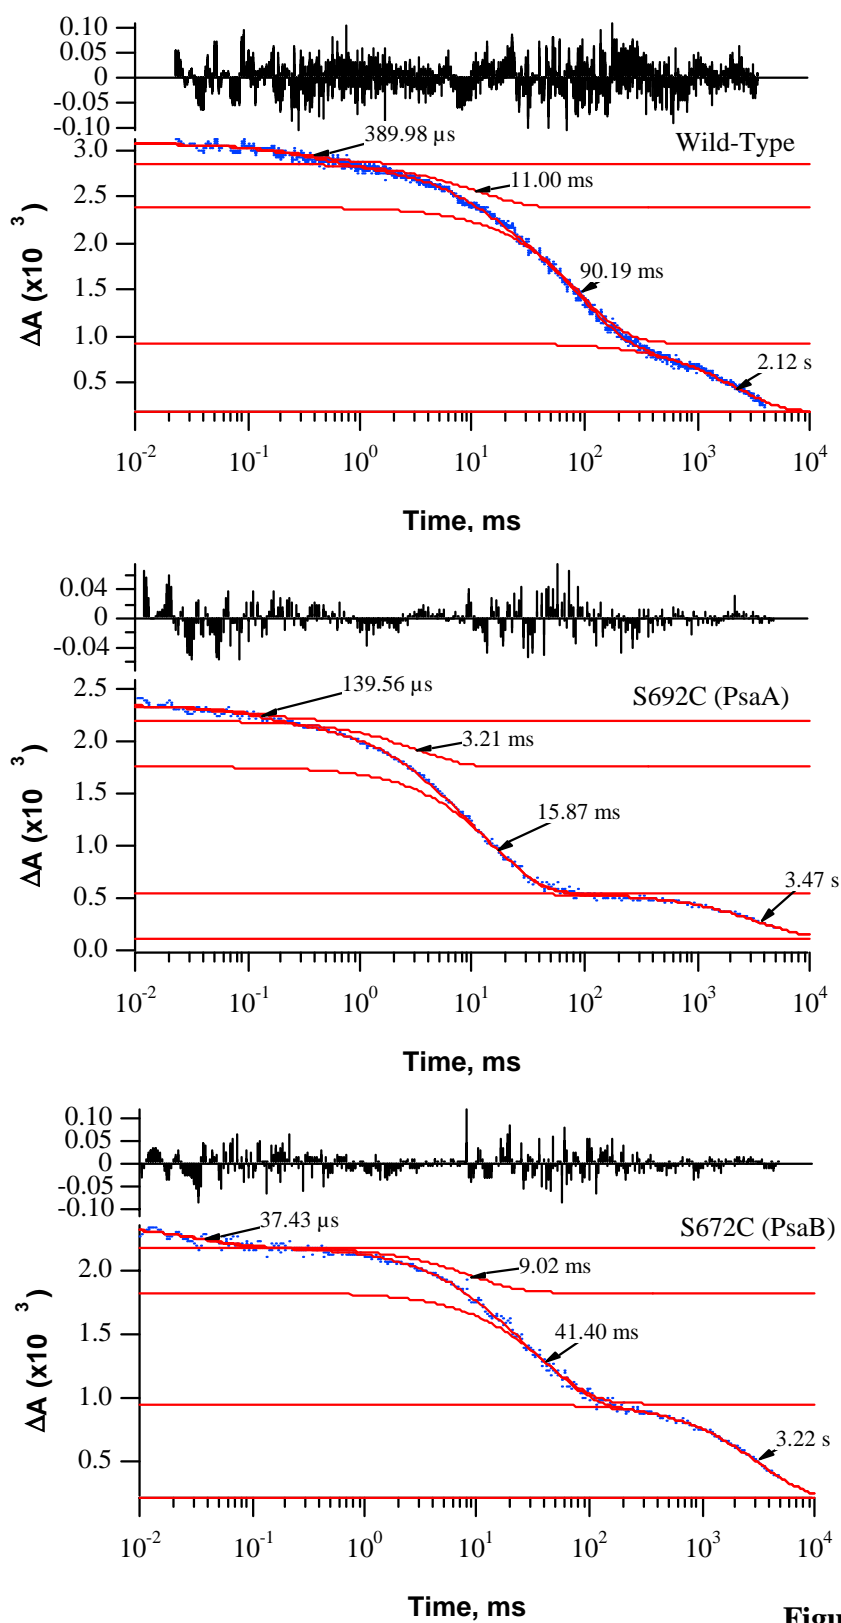 0.10
0.05
0
-0.05
-0.10
389.98 µs
Wild-Type
3.0
2.5
2.0
1.5
1.0
0.5
11.00 ms
90.19 ms
2.12 s
ΔA (x10 3)
10-2 10-1 100 101 102 103 104
Time, ms
0.04
0
-0.04
139.56 µs
S692C (PsaA)
2.5
2.0
1.5
1.0
0.5
0.0
3.21 ms
15.87 ms
3.47 s
ΔA (x10 3)
10-2 10-1 100 101 102 103 104
Time, ms
0.10
0.05
0
-0.05
-0.10
37.43 µs
S672C (PsaB)
2.0
1.5
1.0
0.5
9.02 ms
41.40 ms
3.22 s
ΔA (x10 3)
10-2 10-1 100 101 102 103 104
Time, ms
Figu